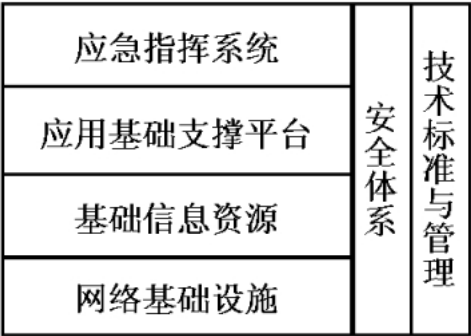 应急指挥系统
应用基础支撑平台
基础信息资源
网络基础设施
安全体系
技术标准与管理